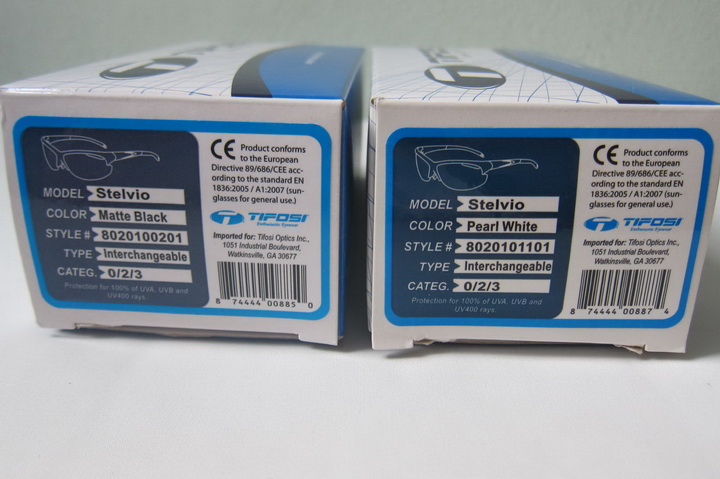 MODEL Stelvio
COLOR Matte Black
STYLE # 8020100201
TYPE Interchangeable
CATEG. 0/2/3
Protection for 100% of UVA, UVB and
UV400 rays.
CE Product conforms
to the European
Directive 89/686/CEE acc-
ording to the standard EN
1836:2005 / A1:2007 (sun-
glasses for general use.)
TIFOSI
Enthusiastic Eyewear
Imported for: Tifosi Optics Inc.,
1051 Industrial Boulevard,
Watkinsville, GA 30677
8 74444 00885 0
MODEL Stelvio
COLOR Pearl White
STYLE # 8020101101
TYPE Interchangeable
CATEG. 0/2/3
Protection for 100% of UVA, UVB and
UV400 rays.
CE Product conforms
to the European
Directive 89/686/CEE acc-
ording to the standard EN
1836:2005 / A1:2007 (sun-
glasses for general use.)
TIFOSI
Enthusiastic Eyewear
Imported for: Tifosi Optics Inc.,
1051 Industrial Boulevard,
Watkinsville, GA 30677
8 74444 00887 4